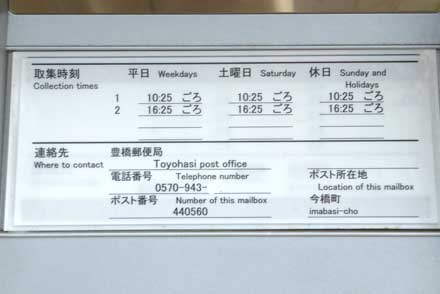 取集時刻 平日 Weekdays 土曜日 Saturday 休日 Sunday and
Collection times Holidays
1 10:25 ごろ 10:25 ごろ 10:25 ごろ
2 16:25 ごろ 16:25 ごろ 16:25 ごろ
連絡先 豊橋郵便局
Where to contact Toyohasi post office
電話番号 Telephone number ポスト所在地
0570-943- Location of this mailbox
ポスト番号 Number of this mailbox 今橋町
440560 imabasi-cho